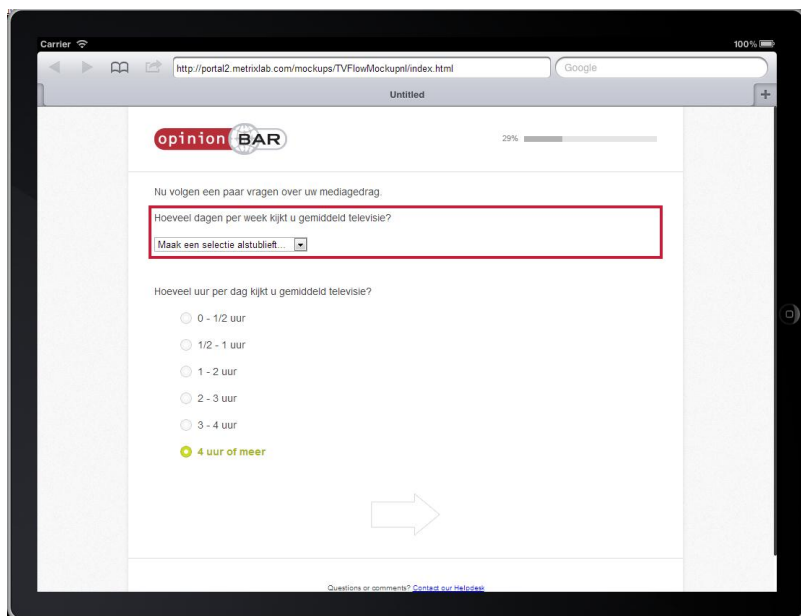 Carrier
100%
http://portal2.metrixlab.com/mockups/TVFlowMockupnl/index.html
Google
Untitled
opinion BAR
29%
Nu volgen een paar vragen over uw mediagedrag.
Hoeveel dagen per week kijkt u gemiddeld televisie?
Maak een selectie alstublieft...
Hoeveel uur per dag kijkt u gemiddeld televisie?
0 - 1/2 uur
1/2 - 1 uur
1 - 2 uur
2 - 3 uur
3 - 4 uur
4 uur of meer
Questions or comments? Contact our Helpdesk